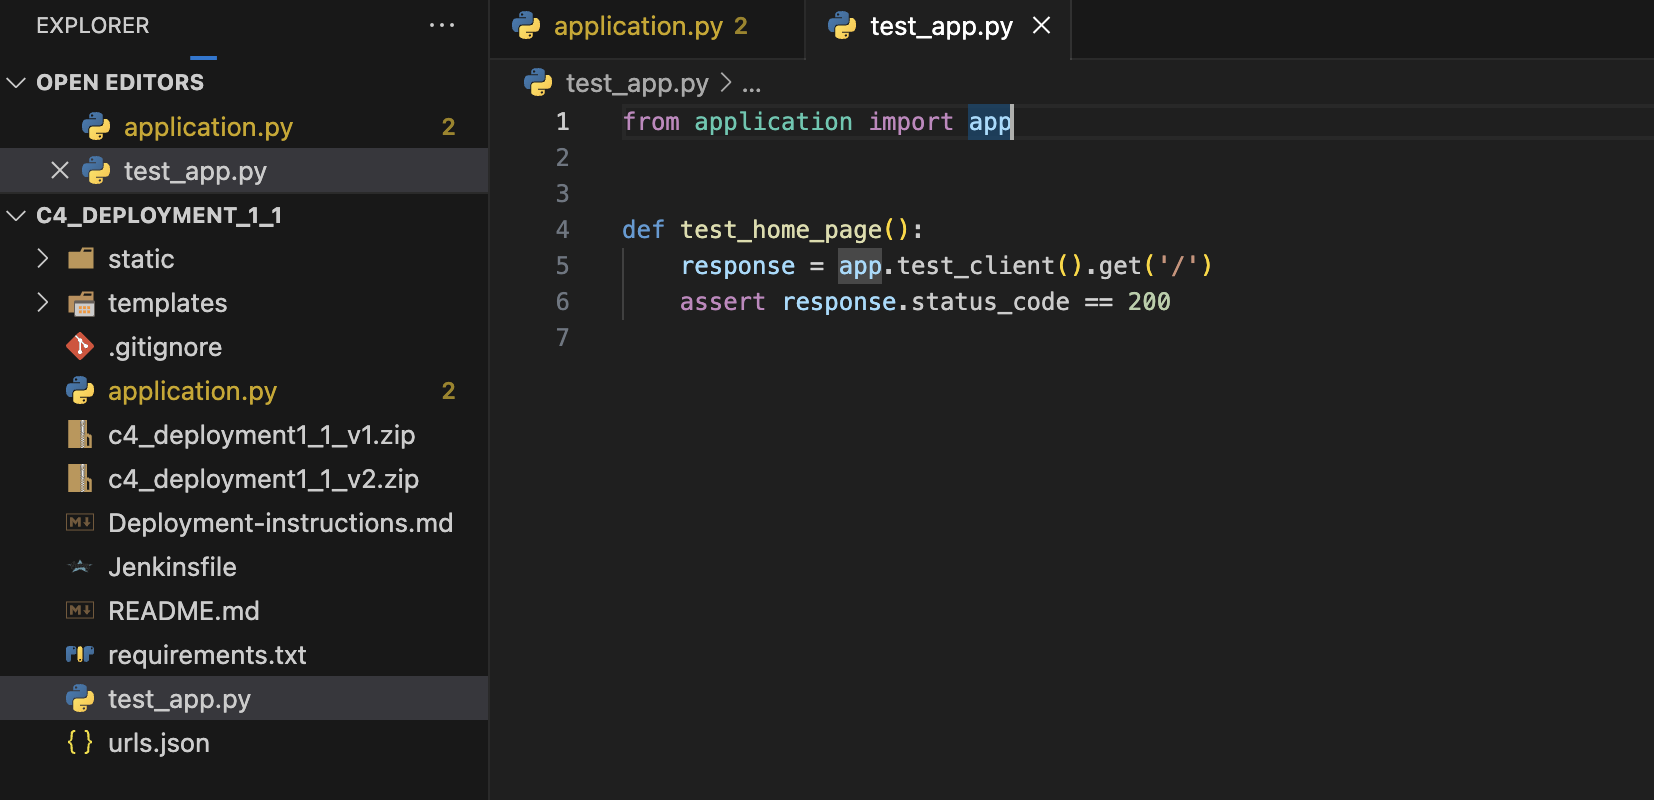 EXPLORER
···
OPEN EDITORS
application.py 2
test_app.py
C4_DEPLOYMENT_1_1
static
templates
.gitignore
application.py 2
c4_deployment1_1_v1.zip
c4_deployment1_1_v2.zip
Deployment-instructions.md
Jenkinsfile
README.md
requirements.txt
test_app.py
{ } urls.json
application.py 2
test_app.py
test_app.py > ...
1 from application import app
2
3
4 def test_home_page():
5     response = app.test_client().get('/')
6     assert response.status_code == 200
7